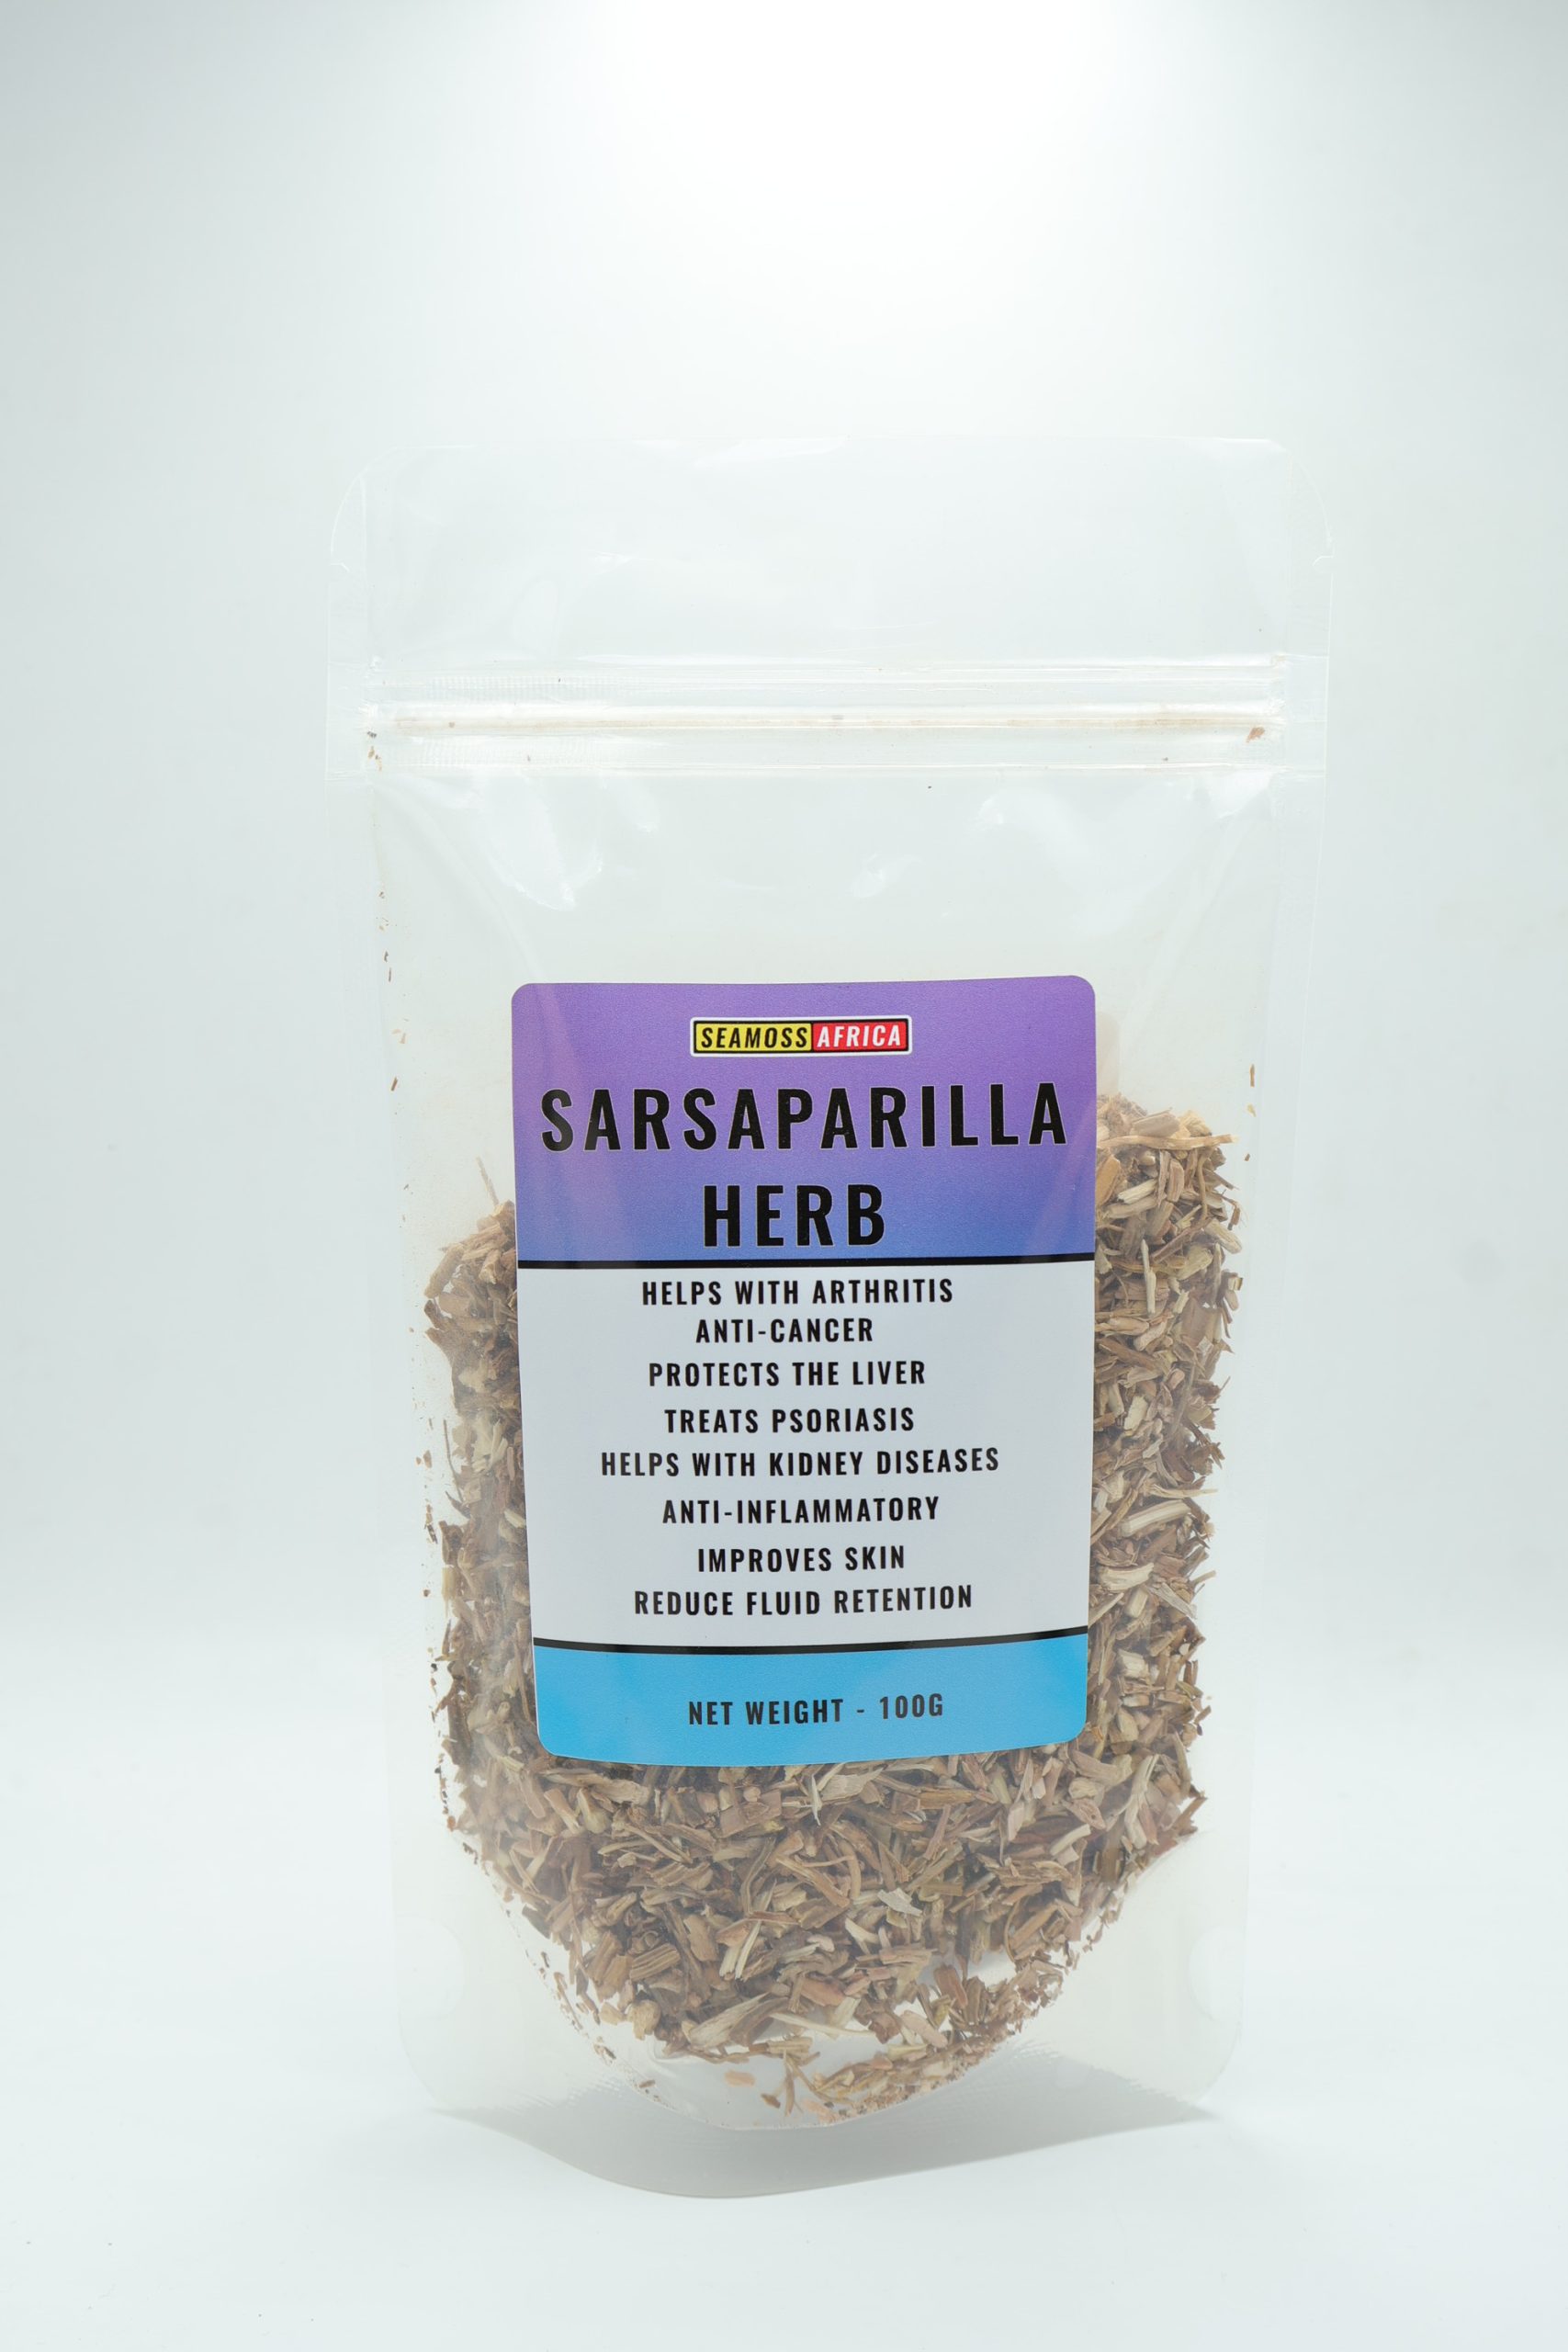 SEAMOSS AFRICA
SARSAPARILLA
HERB
HELPS WITH ARTHRITIS
ANTI-CANCER
PROTECTS THE LIVER
TREATS PSORIASIS
HELPS WITH KIDNEY DISEASES
ANTI-INFLAMMATORY
IMPROVES SKIN
REDUCE FLUID RETENTION
NET WEIGHT - 100G